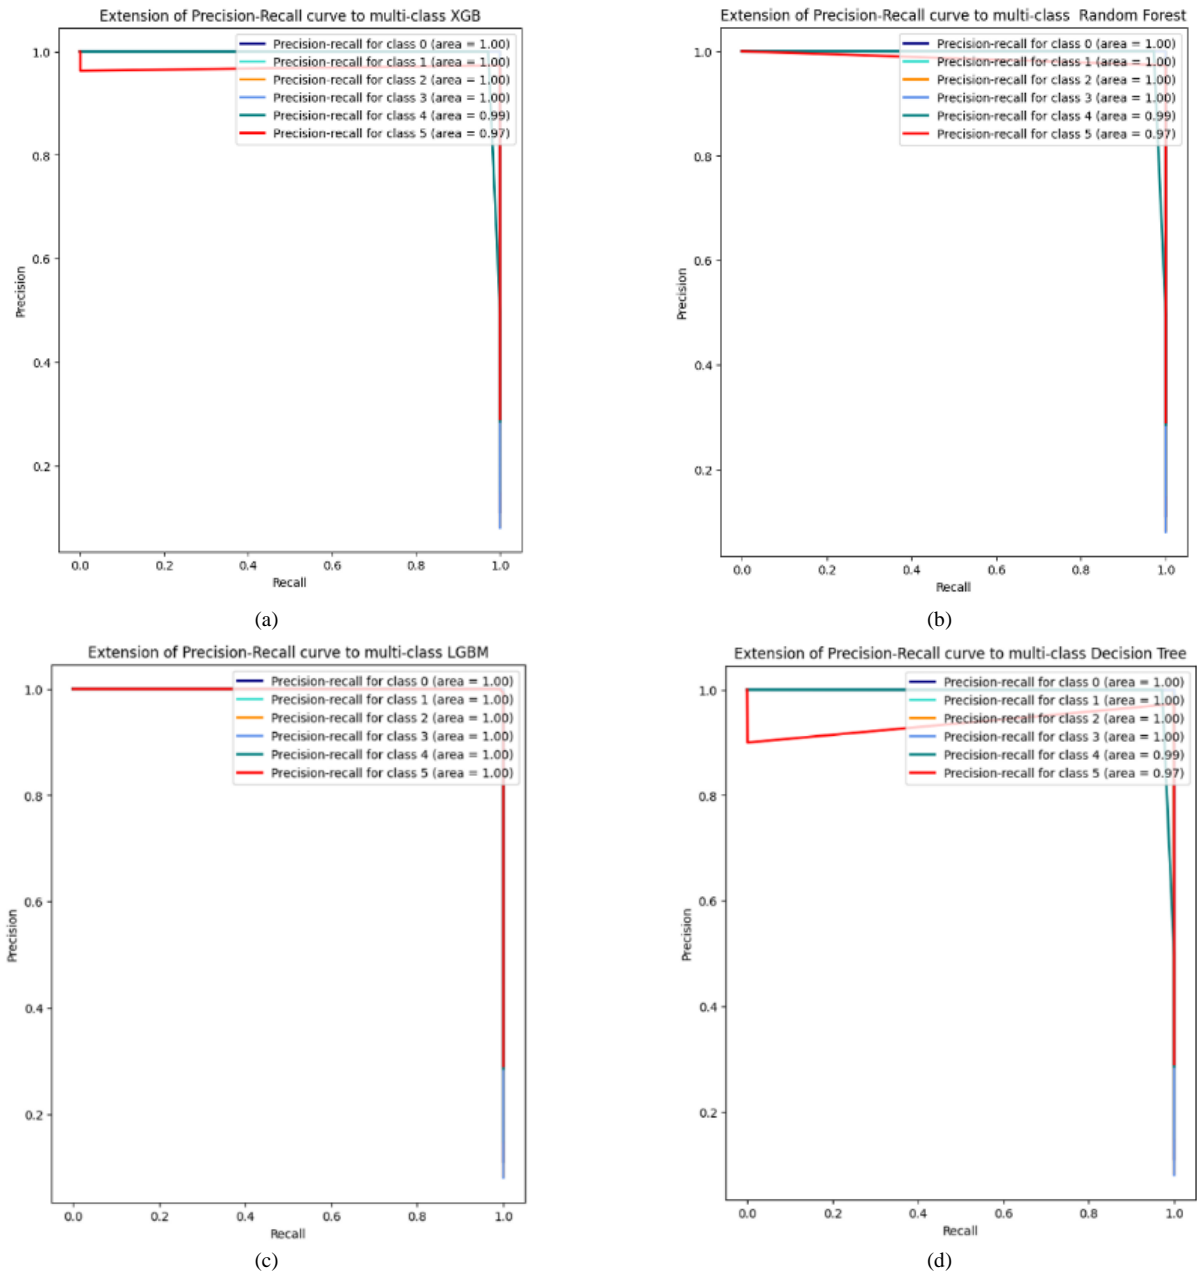 Extension of Precision-Recall curve to multi-class XGB
Precision-recall for class 0 (area = 1.00)
Precision-recall for class 1 (area = 1.00)
Precision-recall for class 2 (area = 1.00)
Precision-recall for class 3 (area = 1.00)
Precision-recall for class 4 (area = 0.99)
Precision-recall for class 5 (area = 0.97)
1.0
0.8
0.6
0.4
0.2
Precision
0.0 0.2 0.4 0.6 0.8 1.0
Recall
(a)
Extension of Precision-Recall curve to multi-class Random Forest
Precision-recall for class 0 (area = 1.00)
Precision-recall for class 1 (area = 1.00)
Precision-recall for class 2 (area = 1.00)
Precision-recall for class 3 (area = 1.00)
Precision-recall for class 4 (area = 0.99)
Precision-recall for class 5 (area = 0.97)
1.0
0.8
0.6
0.4
0.2
Precision
0.0 0.2 0.4 0.6 0.8 1.0
Recall
(b)
Extension of Precision-Recall curve to multi-class LGBM
Precision-recall for class 0 (area = 1.00)
Precision-recall for class 1 (area = 1.00)
Precision-recall for class 2 (area = 1.00)
Precision-recall for class 3 (area = 1.00)
Precision-recall for class 4 (area = 1.00)
Precision-recall for class 5 (area = 1.00)
1.0
0.8
0.6
0.4
0.2
Precision
0.0 0.2 0.4 0.6 0.8 1.0
Recall
(c)
Extension of Precision-Recall curve to multi-class Decision Tree
Precision-recall for class 0 (area = 1.00)
Precision-recall for class 1 (area = 1.00)
Precision-recall for class 2 (area = 1.00)
Precision-recall for class 3 (area = 1.00)
Precision-recall for class 4 (area = 0.99)
Precision-recall for class 5 (area = 0.97)
1.0
0.8
0.6
0.4
0.2
Precision
0.0 0.2 0.4 0.6 0.8 1.0
Recall
(d)